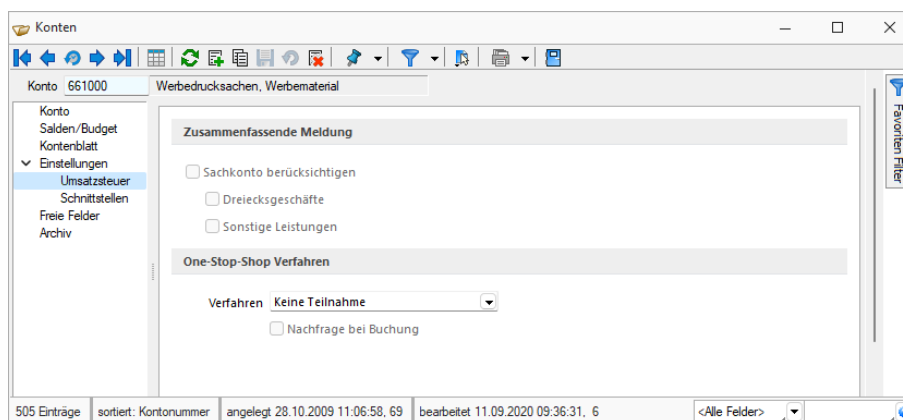 Konten
Konto 661000 Werbedrucksachen, Werbematerial
Konto
Salden/Budget
Kontenblatt
Einstellungen
Umsatzsteuer
Schnittstellen
Freie Felder
Archiv
Zusammenfassende Meldung
Sachkonto berücksichtigen
Dreiecksgeschäfte
Sonstige Leistungen
One-Stop-Shop Verfahren
Verfahren Keine Teilnahme
Nachfrage bei Buchung
Favoriten Filter
505 Einträge sortiert: Kontonummer angelegt 28.10.2009 11:06:58, 69 bearbeitet 11.09.2020 09:36:31, 6 <Alle Felder>